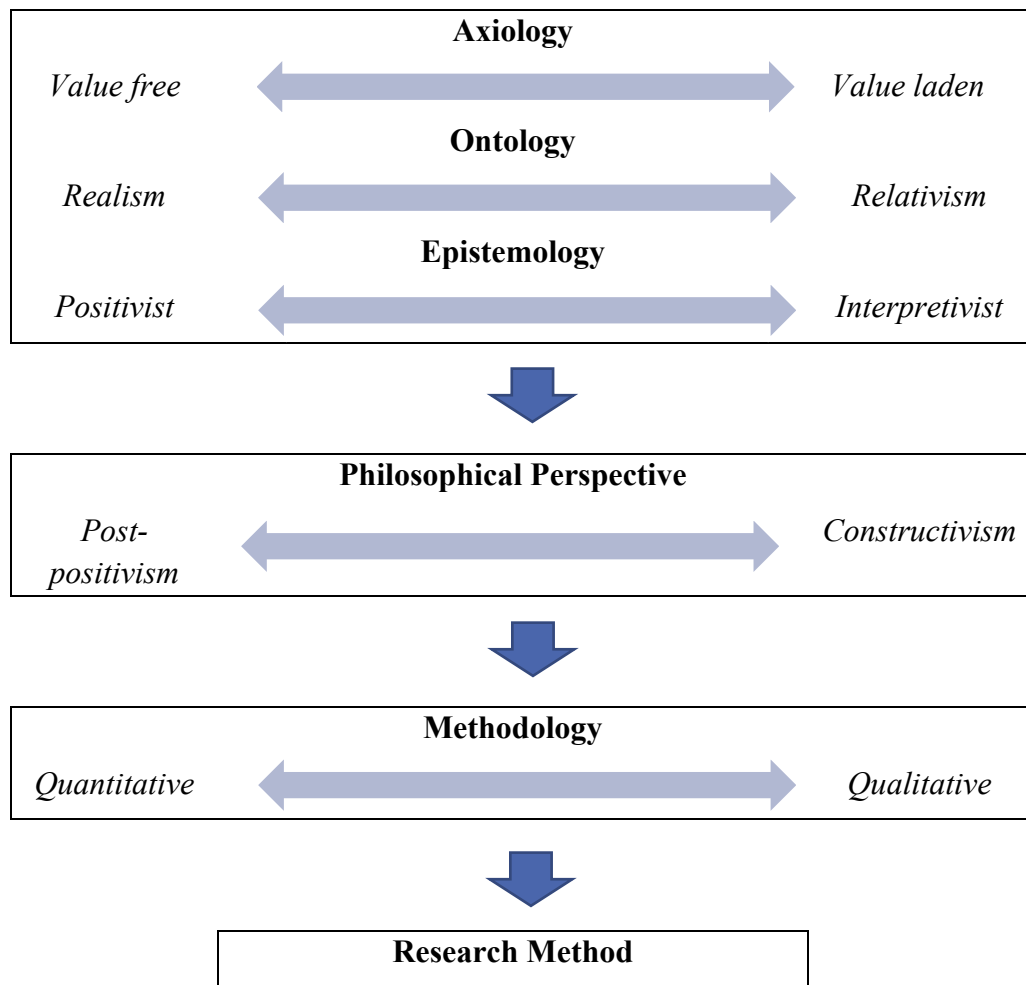 Axiology
Value free Value laden
Ontology
Realism Relativism
Epistemology
Positivist Interpretivist
Philosophical Perspective
Post- Constructivism
positivism
Methodology
Quantitative Qualitative
Research Method